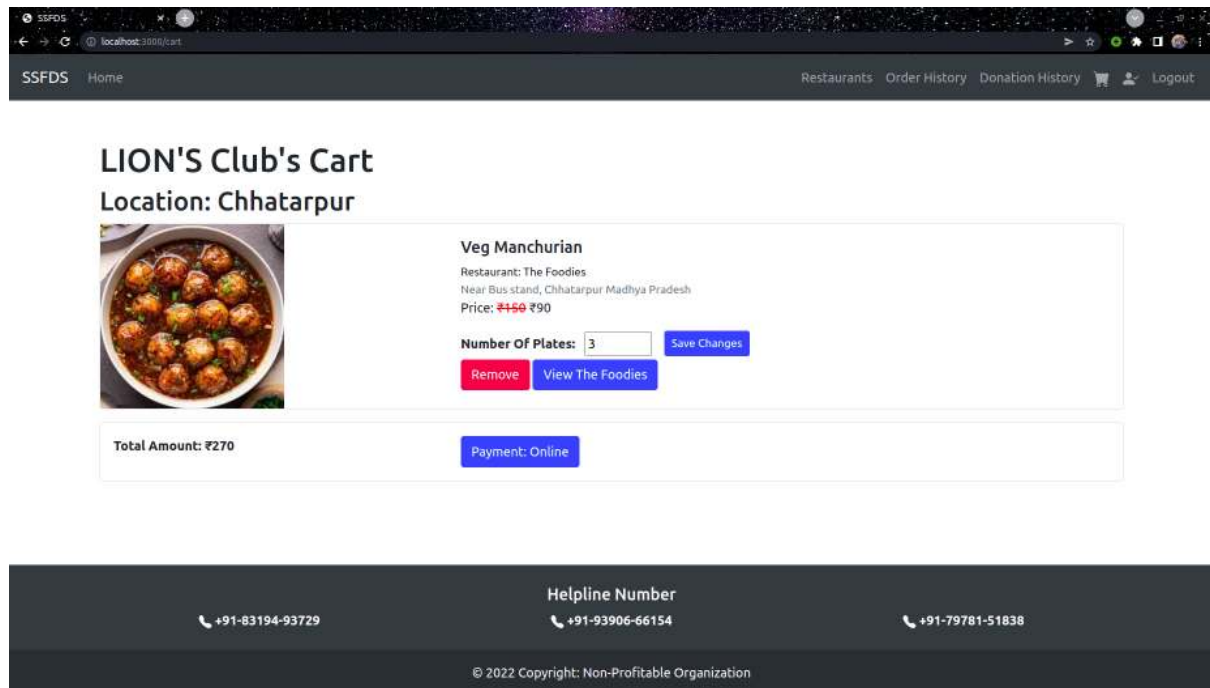 SSFDS
localhost:3000/cart
SSFDS Home Restaurants Order History Donation History Logout
LION'S Club's Cart
Location: Chhatarpur
Veg Manchurian
Restaurant: The Foodies
Near Bus stand, Chhatarpur Madhya Pradesh
Price: ₹150 ₹90
Number Of Plates: 3 Save Changes
Remove View The Foodies
Total Amount: ₹270 Payment: Online
Helpline Number
+91-83194-93729 +91-93906-66154 +91-79781-51838
© 2022 Copyright: Non-Profitable Organization